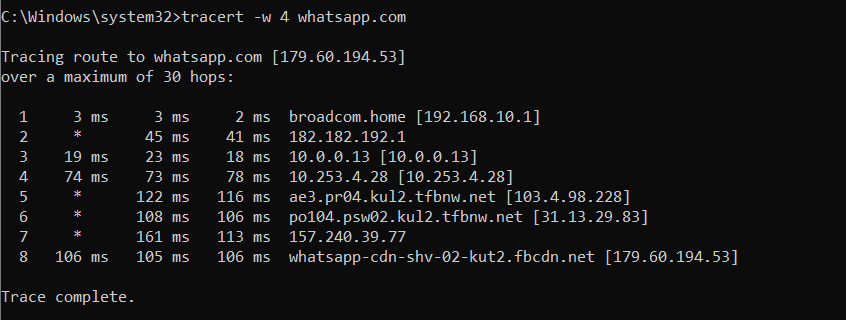 C:\Windows\system32>tracert -w 4 whatsapp.com
Tracing route to whatsapp.com [179.60.194.53]
over a maximum of 30 hops:
1 3 ms 3 ms 2 ms broadcom.home [192.168.10.1]
2 * 45 ms 41 ms 182.182.192.1
3 19 ms 23 ms 18 ms 10.0.0.13 [10.0.0.13]
4 74 ms 73 ms 78 ms 10.253.4.28 [10.253.4.28]
5 * 122 ms 116 ms ae3.pr04.kul2.tfbnw.net [103.4.98.228]
6 * 108 ms 106 ms po104.psw02.kul2.tfbnw.net [31.13.29.83]
7 * 161 ms 113 ms 157.240.39.77
8 106 ms 105 ms 106 ms whatsapp-cdn-shv-02-kut2.fbcdn.net [179.60.194.53]
Trace complete.